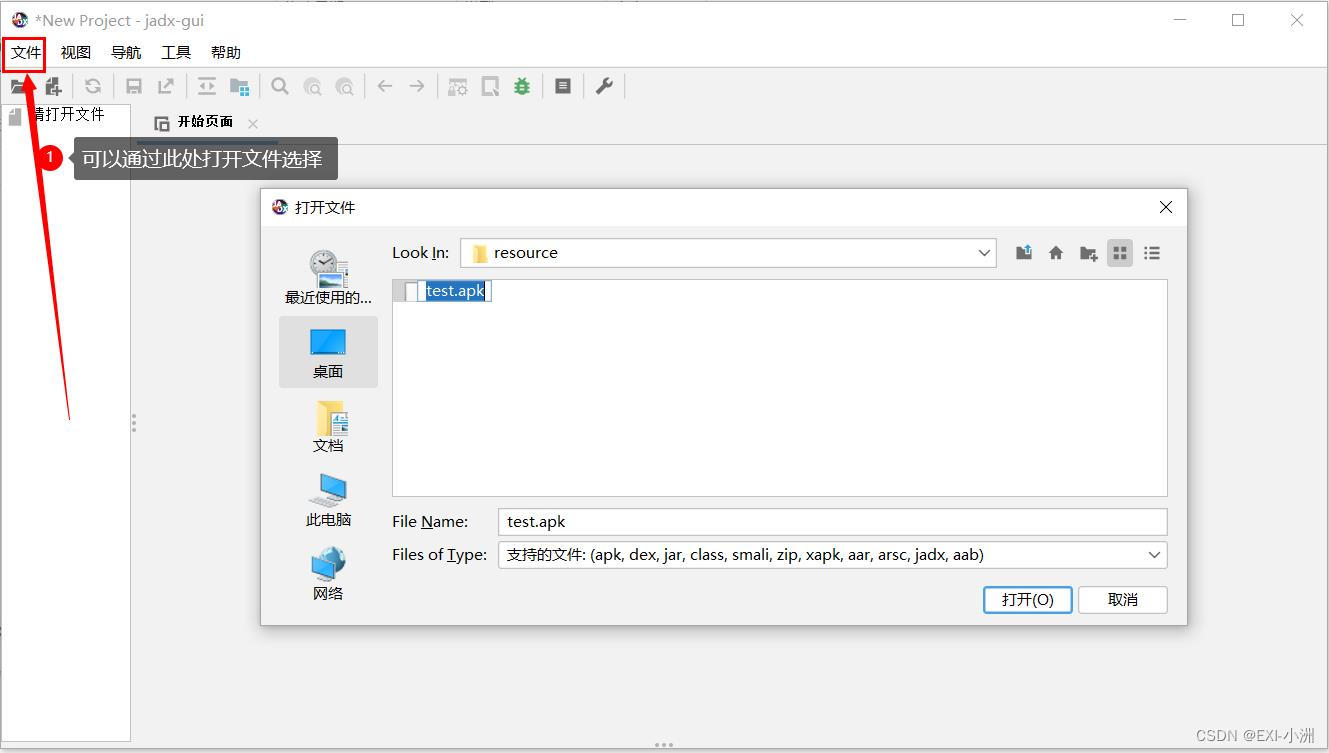 *New Project - jadx-gui
文件 视图 导航 工具 帮助
请打开文件
开始页面
1 可以通过此处打开文件选择
打开文件
Look In: resource
最近使用的...
test.apk
桌面
文档
此电脑
网络
File Name: test.apk
Files of Type: 支持的文件: (apk, dex, jar, class, smali, zip, xapk, aar, arsc, jadx, aab)
打开(O) 取消
CSDN @EXI-小洲